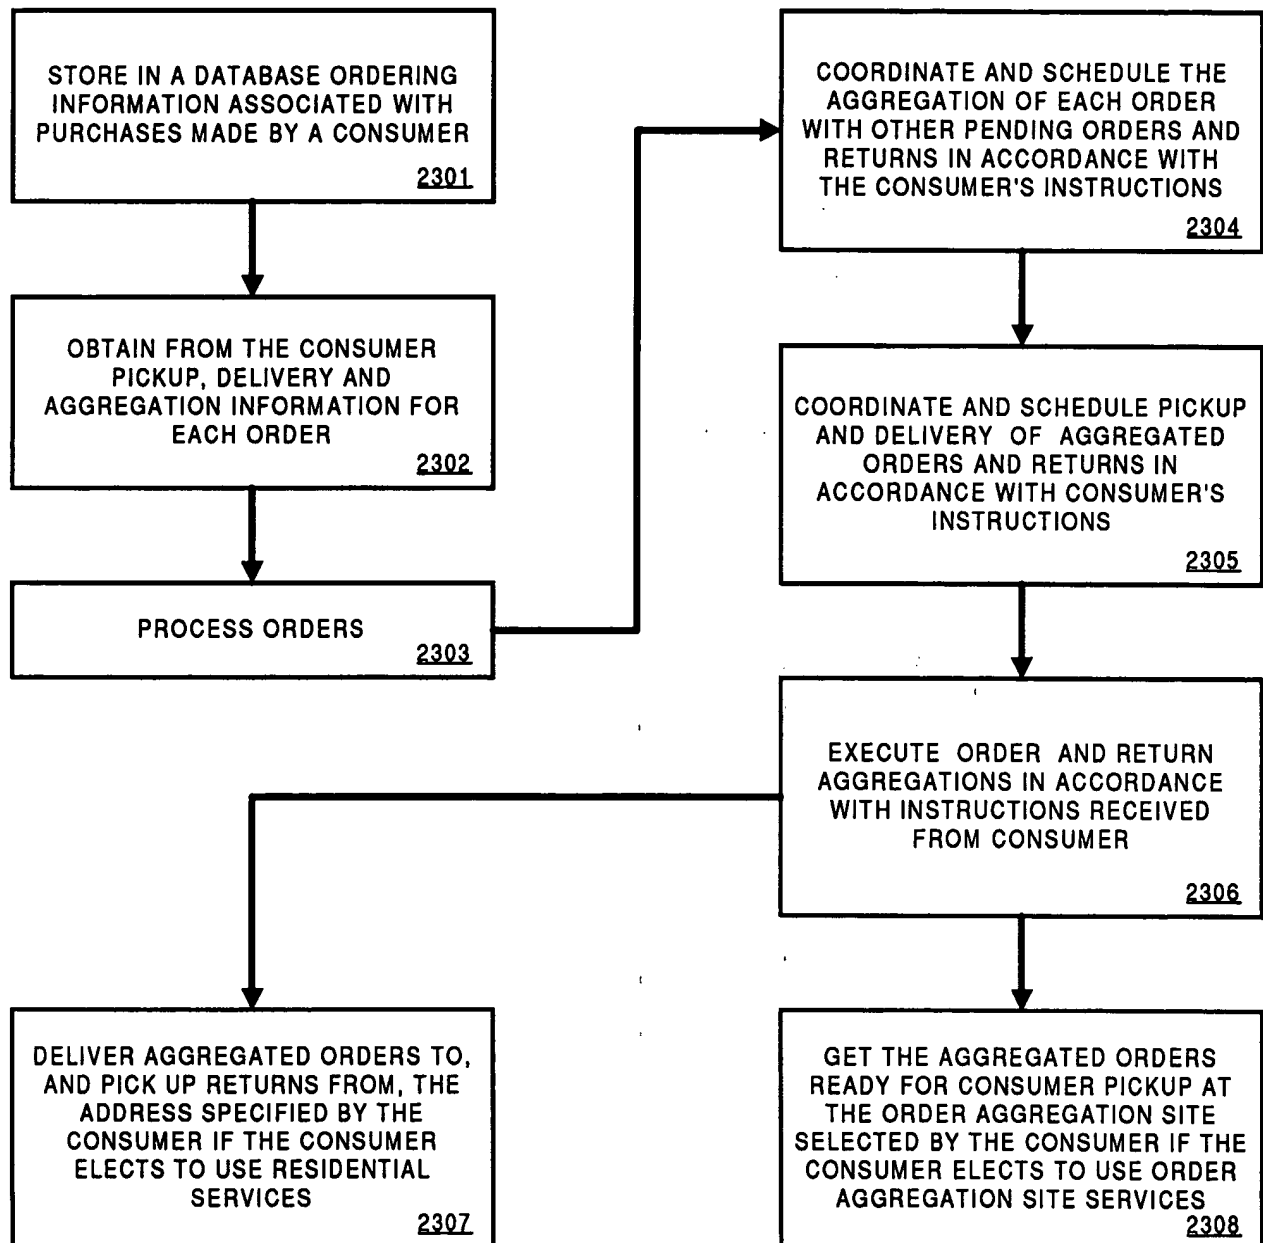 STORE IN A DATABASE ORDERING
INFORMATION ASSOCIATED WITH
PURCHASES MADE BY A CONSUMER
2301
OBTAIN FROM THE CONSUMER
PICKUP, DELIVERY AND
AGGREGATION INFORMATION FOR
EACH ORDER
2302
PROCESS ORDERS
2303
COORDINATE AND SCHEDULE THE
AGGREGATION OF EACH ORDER
WITH OTHER PENDING ORDERS AND
RETURNS IN ACCORDANCE WITH
THE CONSUMER'S INSTRUCTIONS
2304
COORDINATE AND SCHEDULE PICKUP
AND DELIVERY OF AGGREGATED
ORDERS AND RETURNS IN
ACCORDANCE WITH CONSUMER'S
INSTRUCTIONS
2305
EXECUTE ORDER AND RETURN
AGGREGATIONS IN ACCORDANCE
WITH INSTRUCTIONS RECEIVED
FROM CONSUMER
2306
DELIVER AGGREGATED ORDERS TO,
AND PICK UP RETURNS FROM, THE
ADDRESS SPECIFIED BY THE
CONSUMER IF THE CONSUMER
ELECTS TO USE RESIDENTIAL
SERVICES
2307
GET THE AGGREGATED ORDERS
READY FOR CONSUMER PICKUP AT
THE ORDER AGGREGATION SITE
SELECTED BY THE CONSUMER IF THE
CONSUMER ELECTS TO USE ORDER
AGGREGATION SITE SERVICES
2308